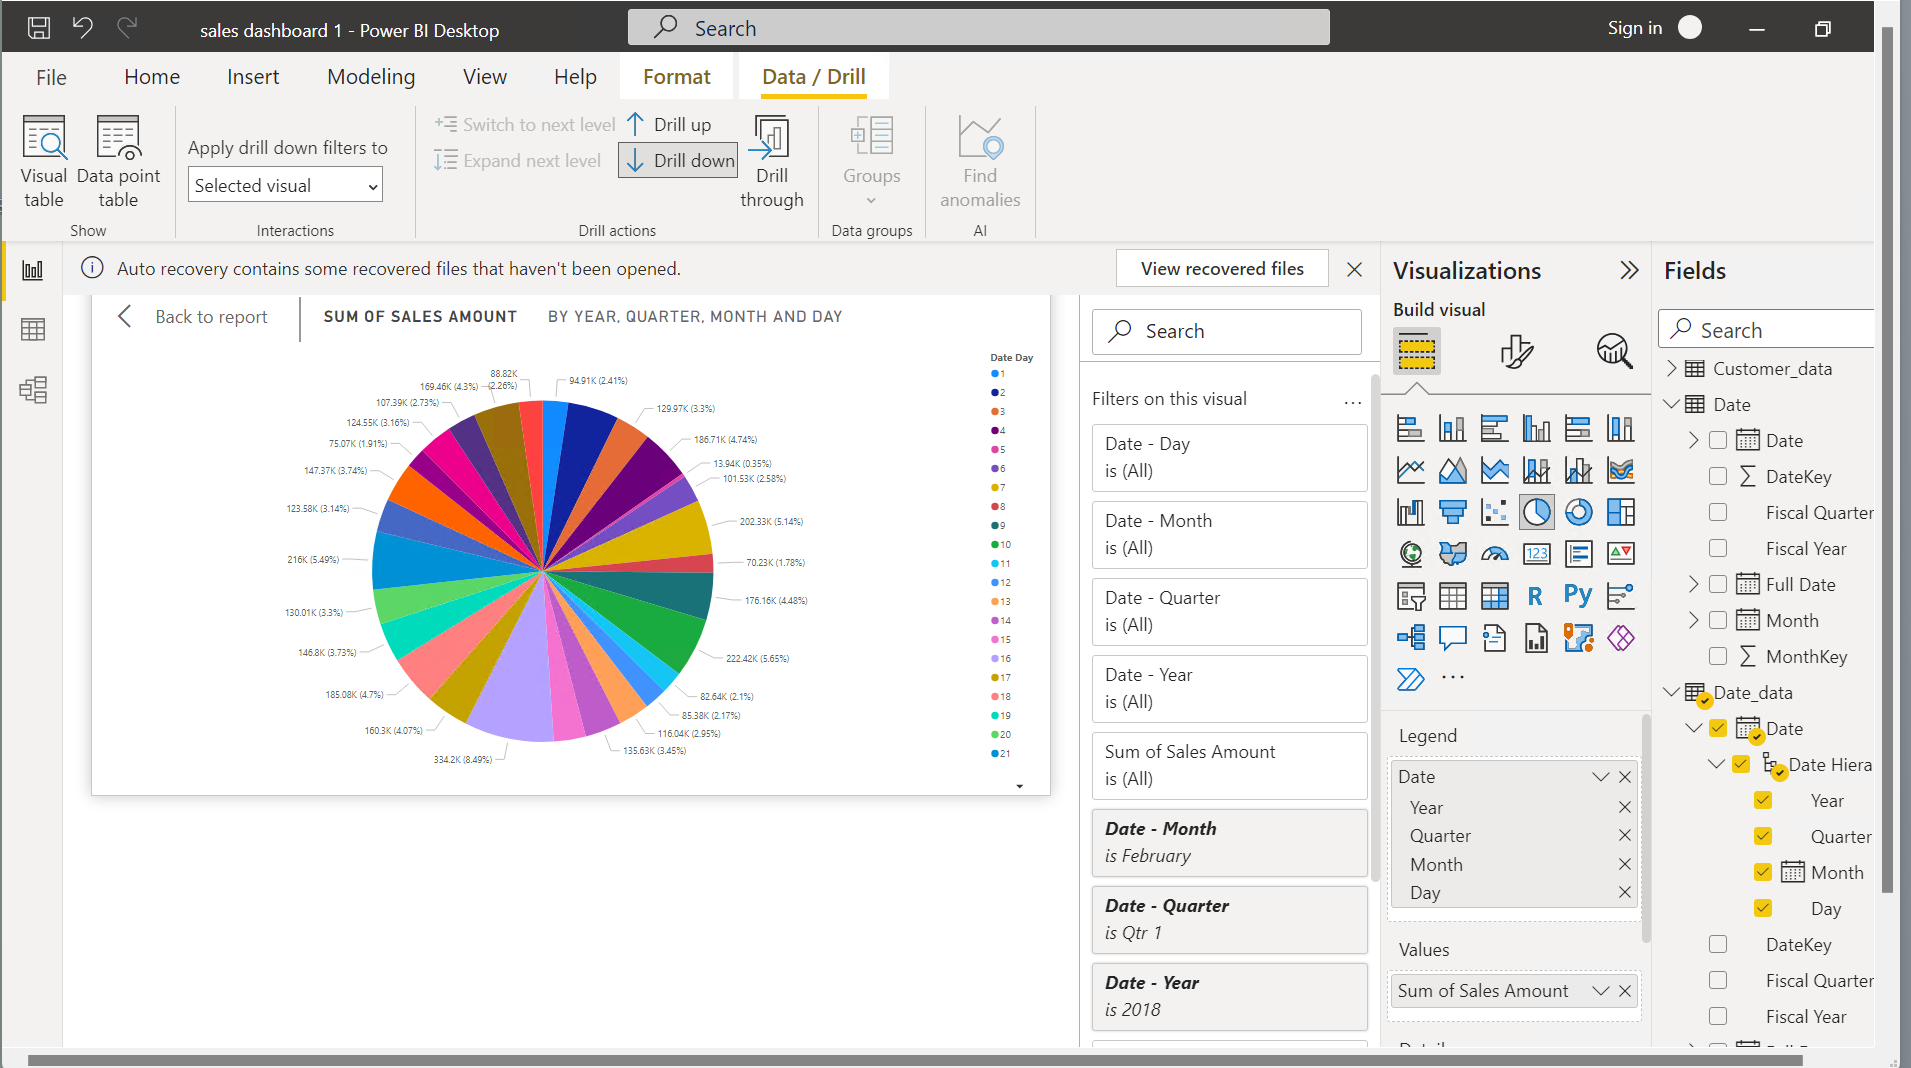 sales dashboard 1 - Power BI Desktop
Search
Sign in
File
Home
Insert
Modeling
View
Help
Format
Data / Drill
Visual table
Data point table
Show
Apply drill down filters to
Selected visual
Interactions
Switch to next level
Expand next level
Drill up
Drill down
Drill through
Drill actions
Groups
Data groups
Find anomalies
AI
Auto recovery contains some recovered files that haven't been opened.
View recovered files
Back to report
SUM OF SALES AMOUNT
BY YEAR, QUARTER, MONTH AND DAY
94.91K (2.41%)
129.97K (3.3%)
186.71K (4.74%)
13.94K (0.35%)
101.53K (2.58%)
202.33K (5.14%)
70.23K (1.78%)
176.16K (4.48%)
222.42K (5.65%)
82.64K (2.1%)
85.38K (2.17%)
116.04K (2.95%)
135.63K (3.45%)
334.2K (8.49%)
160.3K (4.07%)
185.08K (4.7%)
146.8K (3.73%)
130.01K (3.3%)
216K (5.49%)
123.58K (3.14%)
147.37K (3.74%)
75.07K (1.91%)
124.55K (3.16%)
107.39K (2.73%)
169.46K (4.3%)
88.82K (2.26%)
Date Day
1
2
3
4
5
6
7
8
9
10
11
12
13
14
15
16
17
18
19
20
21
Search
Filters on this visual
Date - Day
is (All)
Date - Month
is (All)
Date - Quarter
is (All)
Date - Year
is (All)
Sum of Sales Amount
is (All)
Date - Month
is February
Date - Quarter
is Qtr 1
Date - Year
is 2018
Visualizations
Build visual
123
R
Py
Legend
Date
Year
Quarter
Month
Day
Values
Sum of Sales Amount
Fields
Search
Customer_data
Date
Date
DateKey
Fiscal Quarter
Fiscal Year
Full Date
Month
MonthKey
Date_data
Date
Date Hiera
Year
Quarter
Month
Day
DateKey
Fiscal Quarter
Fiscal Year